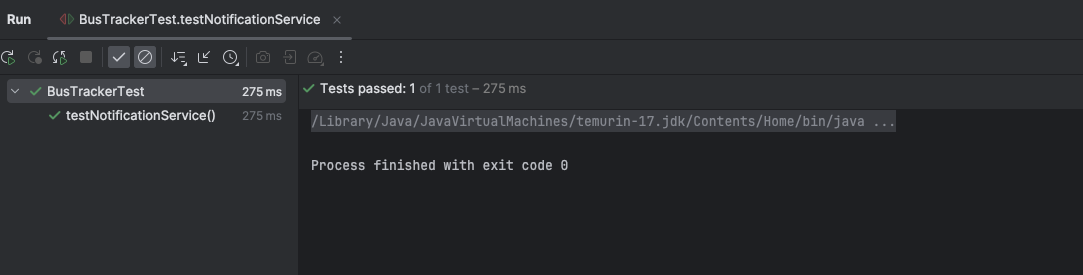 Run BusTrackerTest.testNotificationService
BusTrackerTest 275 ms
testNotificationService() 275 ms
Tests passed: 1 of 1 test – 275 ms
/Library/Java/JavaVirtualMachines/temurin-17.jdk/Contents/Home/bin/java ...
Process finished with exit code 0